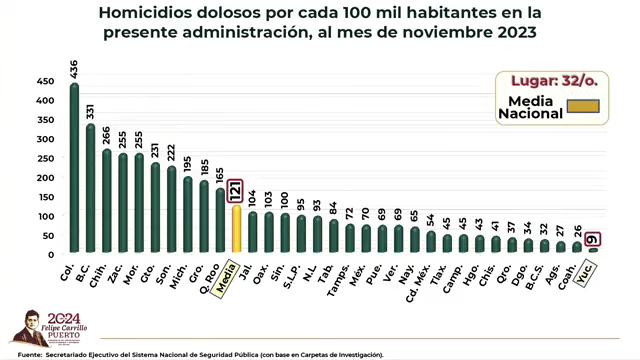 Homicidios dolosos por cada 100 mil habitantes en la
presente administración, al mes de noviembre 2023
Lugar: 32/o.
Media
Nacional
450
400
350
300
250
200
150
100
50
0
436
331
266
255
255
231
222
195
185
165
121
104
103
100
95
93
84
72
70
69
69
65
54
45
45
43
41
37
34
32
27
26
9
Col.
B.C.
Chih.
Zac.
Mor.
Gto.
Son.
Mich.
Gro.
Q. Roo
Media
Jal.
Oax.
Sin.
S.L.P.
N.L.
Tab.
Tamps.
Méx.
Pue.
Ver.
Nay.
Cd. Méx.
Tlax.
Camp.
Hgo.
Chis.
Qro.
Dgo.
B.C.S.
Ags.
Coah.
Yuc.
2024
Felipe Carrillo
PUERTO
Fuente: Secretariado Ejecutivo del Sistema Nacional de Seguridad Pública (con base en Carpetas de Investigación).